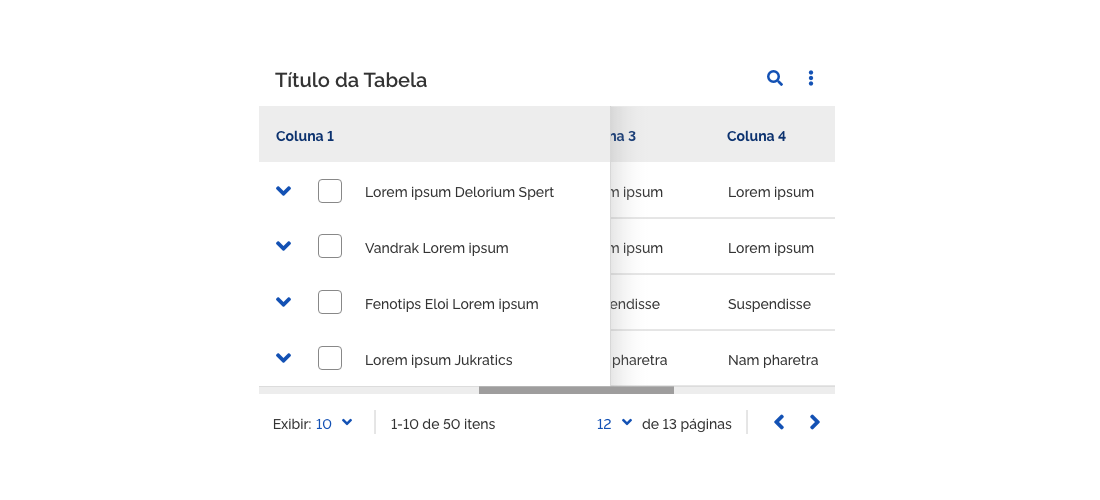 Título da Tabela
Coluna 1 na 3 Coluna 4
Lorem ipsum Delorium Spert m ipsum Lorem ipsum
Vandrak Lorem ipsum m ipsum Lorem ipsum
Fenotips Eloi Lorem ipsum endisse Suspendisse
Lorem ipsum Jukratics pharetra Nam pharetra
Exibir: 10 1-10 de 50 itens 12 de 13 páginas